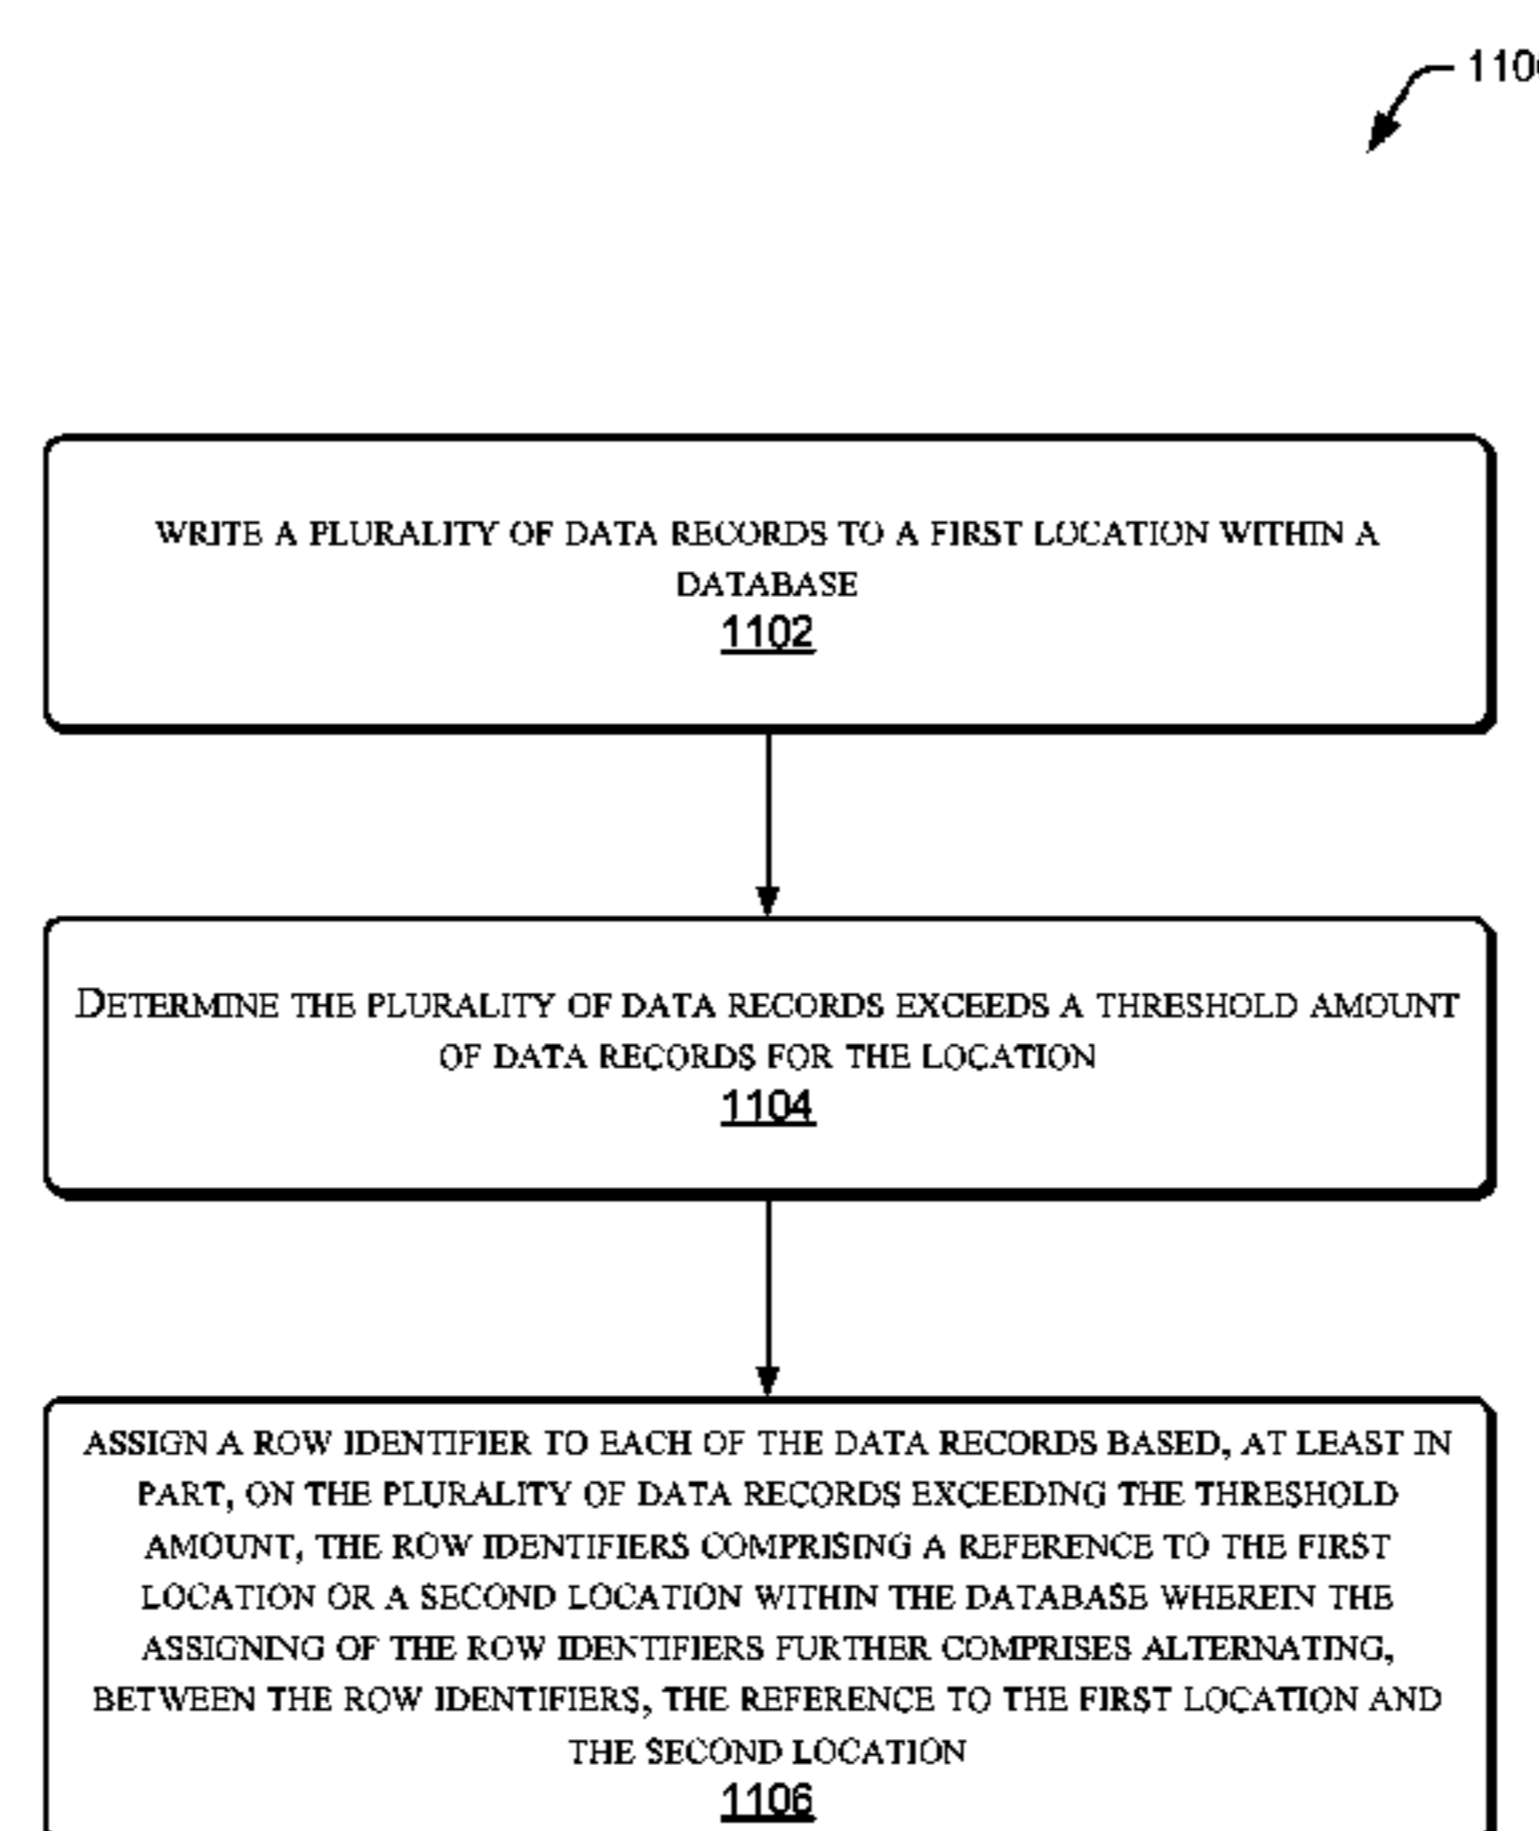 WRITE A PLURALITY OF DATA RECORDS TO A FIRST LOCATION WITHIN A
DATABASE
1102
DETERMINE THE PLURALITY OF DATA RECORDS EXCEEDS A THRESHOLD AMOUNT
OF DATA RECORDS FOR THE LOCATION
1104
ASSIGN A ROW IDENTIFIER TO EACH OF THE DATA RECORDS BASED, AT LEAST IN
PART, ON THE PLURALITY OF DATA RECORDS EXCEEDING THE THRESHOLD
AMOUNT, THE ROW IDENTIFIERS COMPRISING A REFERENCE TO THE FIRST
LOCATION OR A SECOND LOCATION WITHIN THE DATABASE WHEREIN THE
ASSIGNING OF THE ROW IDENTIFIERS FURTHER COMPRISES ALTERNATING,
BETWEEN THE ROW IDENTIFIERS, THE REFERENCE TO THE FIRST LOCATION AND
THE SECOND LOCATION
1106